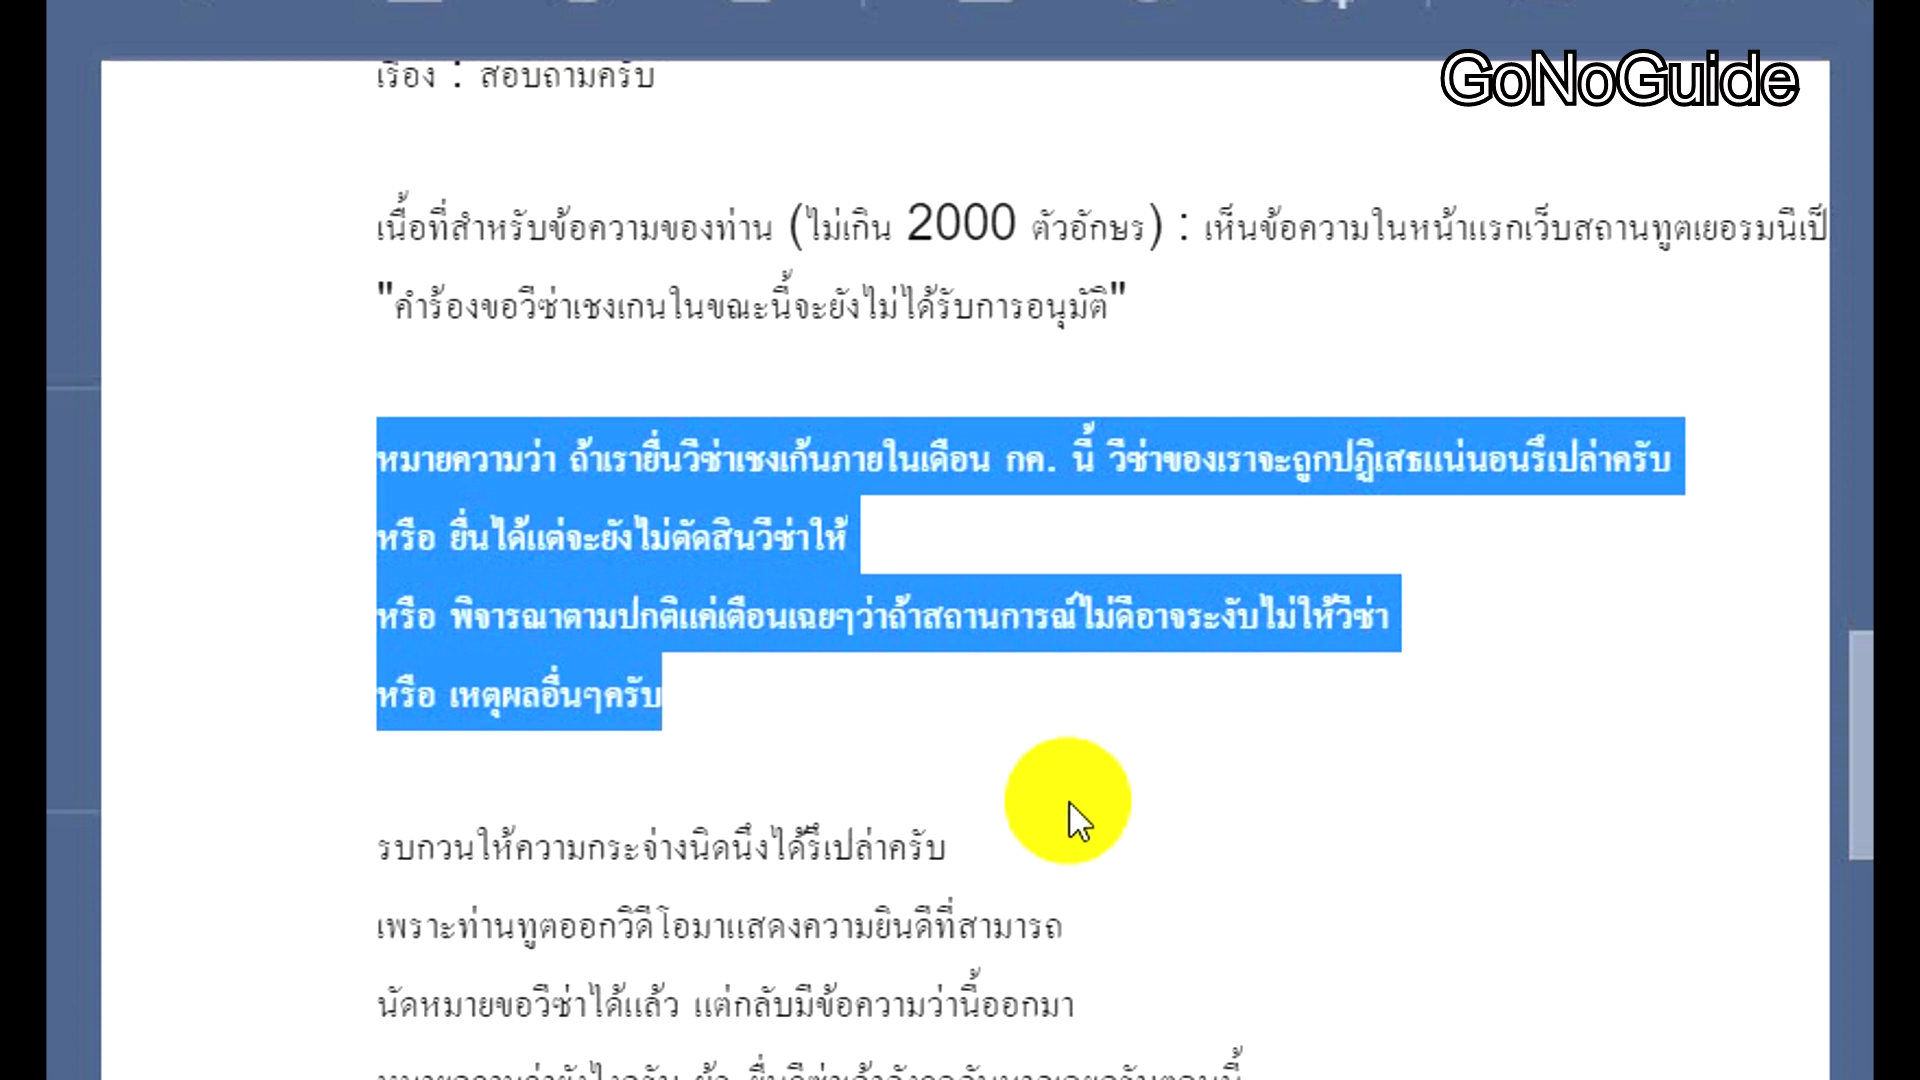 GoNoGuide
เรื่อง : สอบถามครับ
เนื้อที่สำหรับข้อความของท่าน (ไม่เกิน 2000 ตัวอักษร) : เห็นข้อความในหน้าแรกเว็บสถานทูตเยอรมนีเป็
"คำร้องขอวีซ่าเชงเกนในขณะนี้จะยังไม่ได้รับการอนุมัติ"
หมายความว่า ถ้าเรายื่นวีซ่าเชงเก้นภายในเดือน กค. นี้ วีซ่าของเราจะถูกปฏิเสธแน่นอนรึเปล่าครับ
หรือ ยื่นได้แต่จะยังไม่ตัดสินวีซ่าให้
หรือ พิจารณาตามปกติแค่เตือนเฉยๆว่าถ้าสถานการณ์ไม่ดีอาจระงับไม่ให้วีซ่า
หรือ เหตุผลอื่นๆครับ
รบกวนให้ความกระจ่างนิดนึงได้รึเปล่าครับ
เพราะท่านทูตออกวิดีโอมาแสดงความยินดีที่สามารถ
นัดหมายขอวีซ่าได้แล้ว แต่กลับมีข้อความว่านี้ออกมา